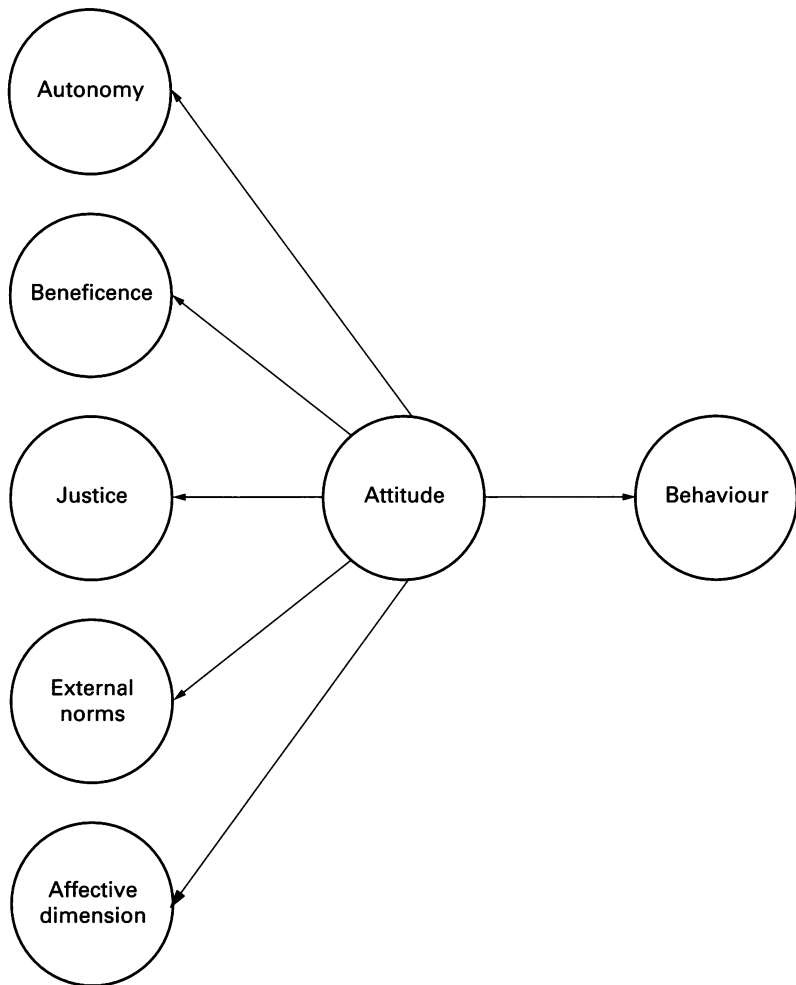 Autonomy
Beneficence
Justice
Attitude
Behaviour
External
norms
Affective
dimension